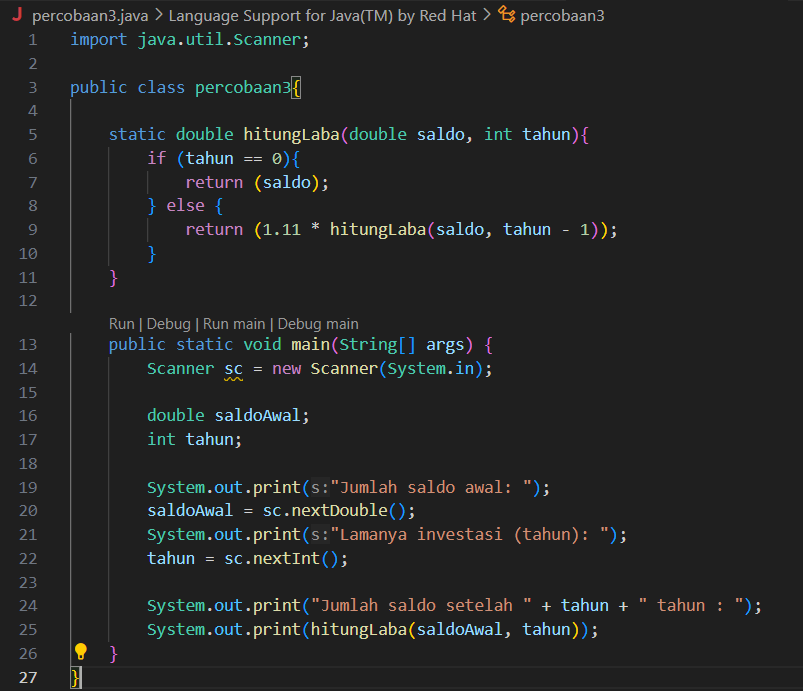 J percobaan3.java > Language Support for Java(TM) by Red Hat > percobaan3
1 import java.util.Scanner;
2
3 public class percobaan3{
4
5 static double hitungLaba(double saldo, int tahun){
6 if (tahun == 0){
7 return (saldo);
8 } else {
9 return (1.11 * hitungLaba(saldo, tahun - 1));
10 }
11 }
12
Run | Debug | Run main | Debug main
13 public static void main(String[] args) {
14 Scanner sc = new Scanner(System.in);
15
16 double saldoAwal;
17 int tahun;
18
19 System.out.print(s:"Jumlah saldo awal: ");
20 saldoAwal = sc.nextDouble();
21 System.out.print(s:"Lamanya investasi (tahun): ");
22 tahun = sc.nextInt();
23
24 System.out.print("Jumlah saldo setelah " + tahun + " tahun : ");
25 System.out.print(hitungLaba(saldoAwal, tahun));
26 }
27 }